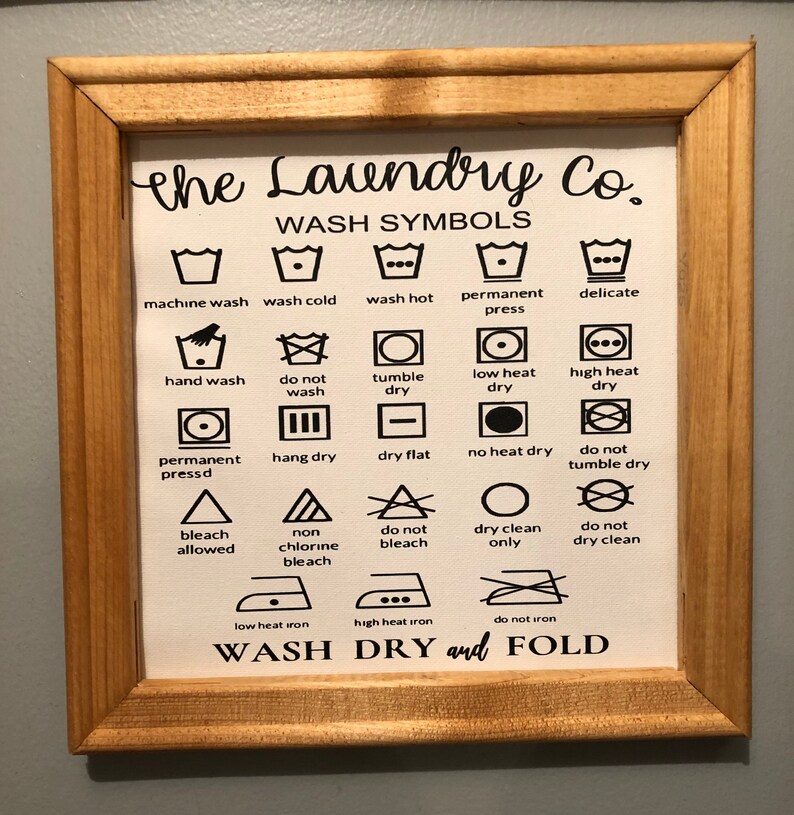 the Laundry Co.
WASH SYMBOLS
machine wash
wash cold
wash hot
permanent
press
delicate
hand wash
do not
wash
tumble
dry
low heat
dry
high heat
dry
permanent
pressd
hang dry
dry flat
no heat dry
do not
tumble dry
bleach
allowed
non
chlorine
bleach
do not
bleach
dry clean
only
do not
dry clean
low heat iron
high heat iron
do not iron
WASH DRY and FOLD